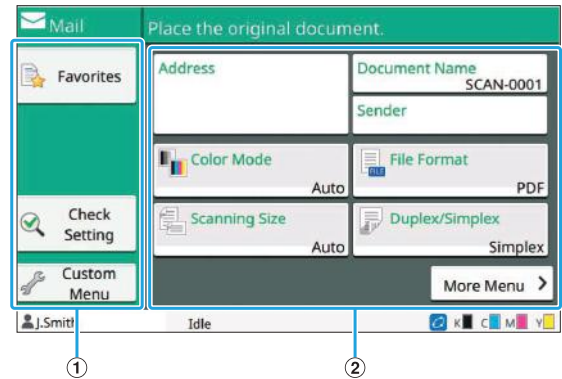 Mail
Place the original document.
Favorites
Address
Document Name
SCAN-0001
Sender
Color Mode
Auto
File Format
FILE
PDF
Check
Setting
Scanning Size
Auto
Duplex/Simplex
Simplex
Custom
Menu
More Menu
J.Smith
Idle
K C M Y
1
2